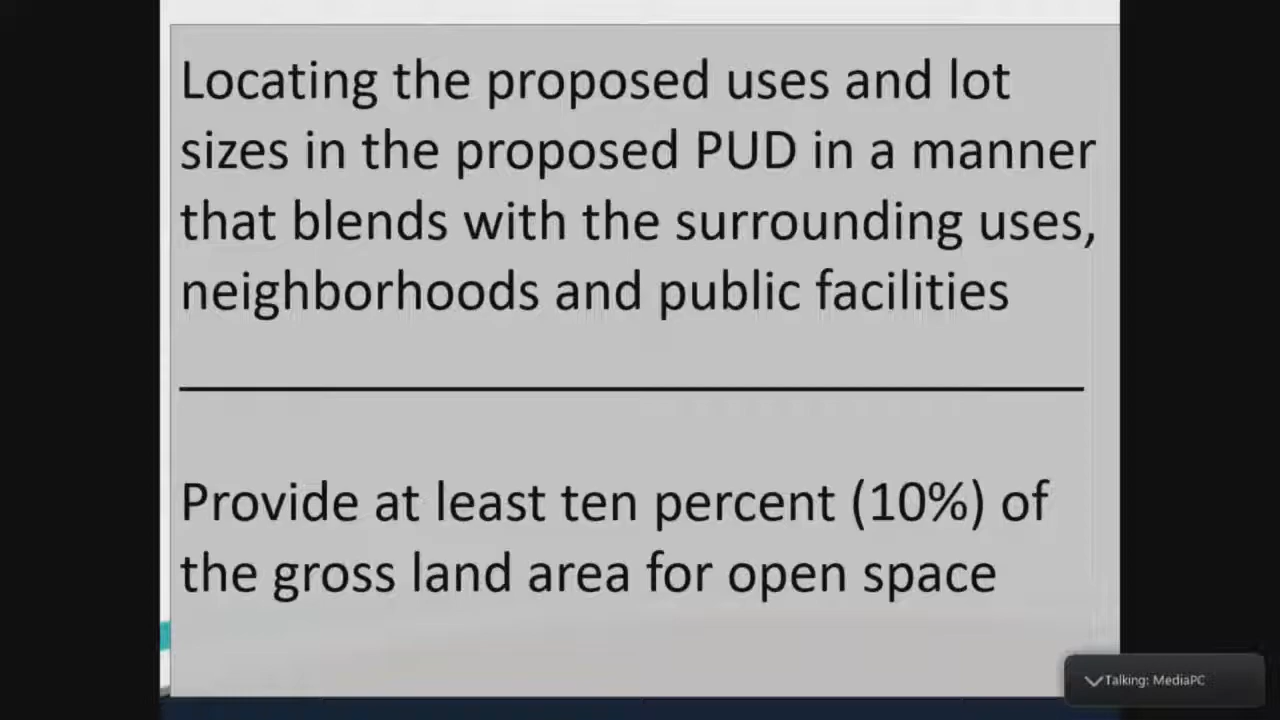 Locating the proposed uses and lot
sizes in the proposed PUD in a manner
that blends with the surrounding uses,
neighborhoods and public facilities
Provide at least ten percent (10%) of
the gross land area for open space
Talking: MediaPC